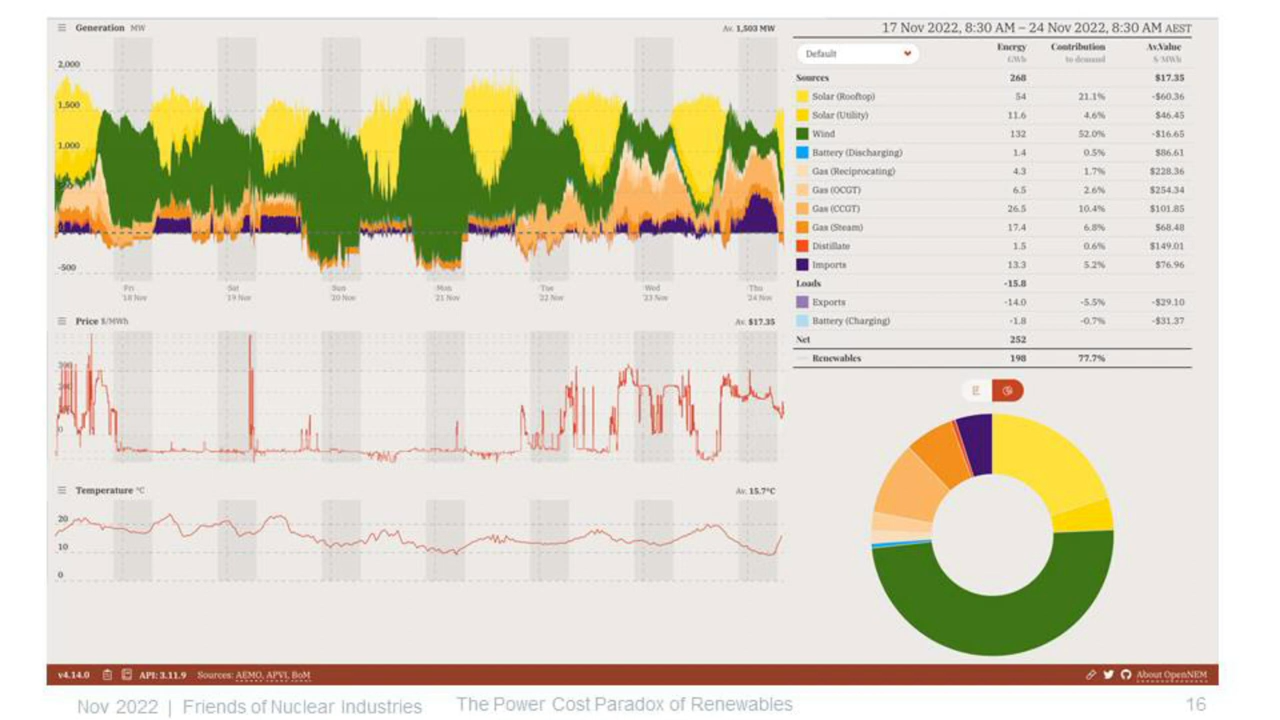 Generation MW
Av. 1,503 MW
2,000
1,500
1,000
-500
Fri Sat Sun Mon Tue Wed Thu
18 Nov 19 Nov 20 Nov 21 Nov 22 Nov 23 Nov 24 Nov
Price $/MWh
Av. $17.35
300
0
Temperature °C
Av. 15.7°C
20
10
0
17 Nov 2022, 8:30 AM – 24 Nov 2022, 8:30 AM AEST
Default
Energy Contribution Av.Value
GWh to demand $/MWh
Sources 268 $17.35
Solar (Rooftop) 54 21.1% -$60.36
Solar (Utility) 11.6 4.6% $46.45
Wind 132 52.0% -$16.65
Battery (Discharging) 1.4 0.5% $86.61
Gas (Reciprocating) 4.3 1.7% $228.36
Gas (OCGT) 6.5 2.6% $254.34
Gas (CCGT) 26.5 10.4% $101.85
Gas (Steam) 17.4 6.8% $68.48
Distillate 1.5 0.6% $149.01
Imports 13.3 5.2% $76.96
Loads -15.8
Exports -14.0 -5.5% -$29.10
Battery (Charging) -1.8 -0.7% -$31.37
Net 252
Renewables 198 77.7%
v4.14.0 API: 3.11.9 Sources: AEMO, APVI, BoM
About OpenNEM
Nov 2022 | Friends of Nuclear Industries The Power Cost Paradox of Renewables 16